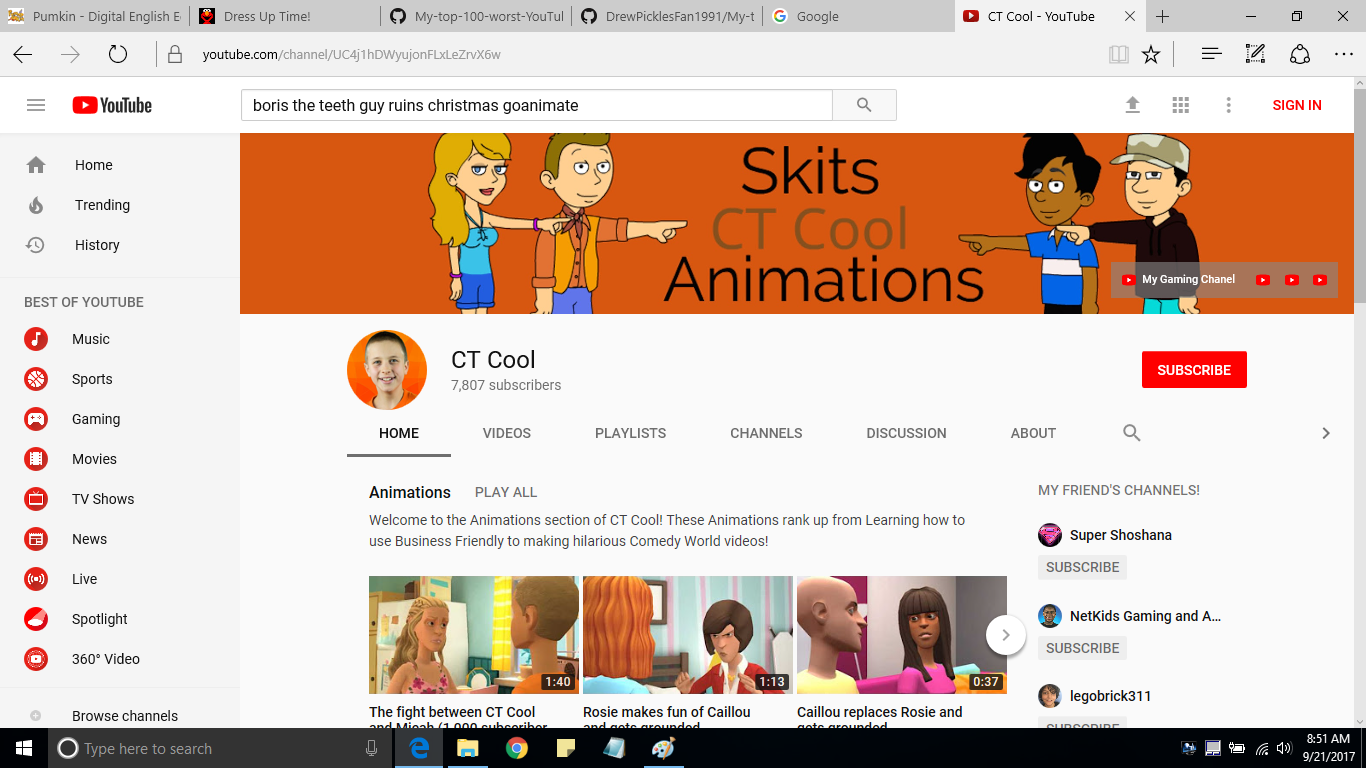 Pumkin - Digital English E
Dress Up Time!
My-top-100-worst-YouTul
DrewPicklesFan1991/My-t
Google
CT Cool - YouTube
youtube.com/channel/UC4j1hDWyujonFLxLeZrvX6w
YouTube
boris the teeth guy ruins christmas goanimate
SIGN IN
Home
Trending
History
BEST OF YOUTUBE
Music
Sports
Gaming
Movies
TV Shows
News
Live
Spotlight
360° Video
Browse channels
Skits
CT Cool
Animations
My Gaming Chanel
CT Cool
7,807 subscribers
SUBSCRIBE
HOME
VIDEOS
PLAYLISTS
CHANNELS
DISCUSSION
ABOUT
Animations PLAY ALL
Welcome to the Animations section of CT Cool! These Animations rank up from Learning how to
use Business Friendly to making hilarious Comedy World videos!
1:40
1:13
0:37
The fight between CT Cool
and Micah (1,000 subscriber
Rosie makes fun of Caillou
and gets grounded
Caillou replaces Rosie and
gets grounded
MY FRIEND'S CHANNELS!
Super Shoshana
SUBSCRIBE
NetKids Gaming and A...
SUBSCRIBE
legobrick311
SUBSCRIBE
Type here to search
8:51 AM
9/21/2017